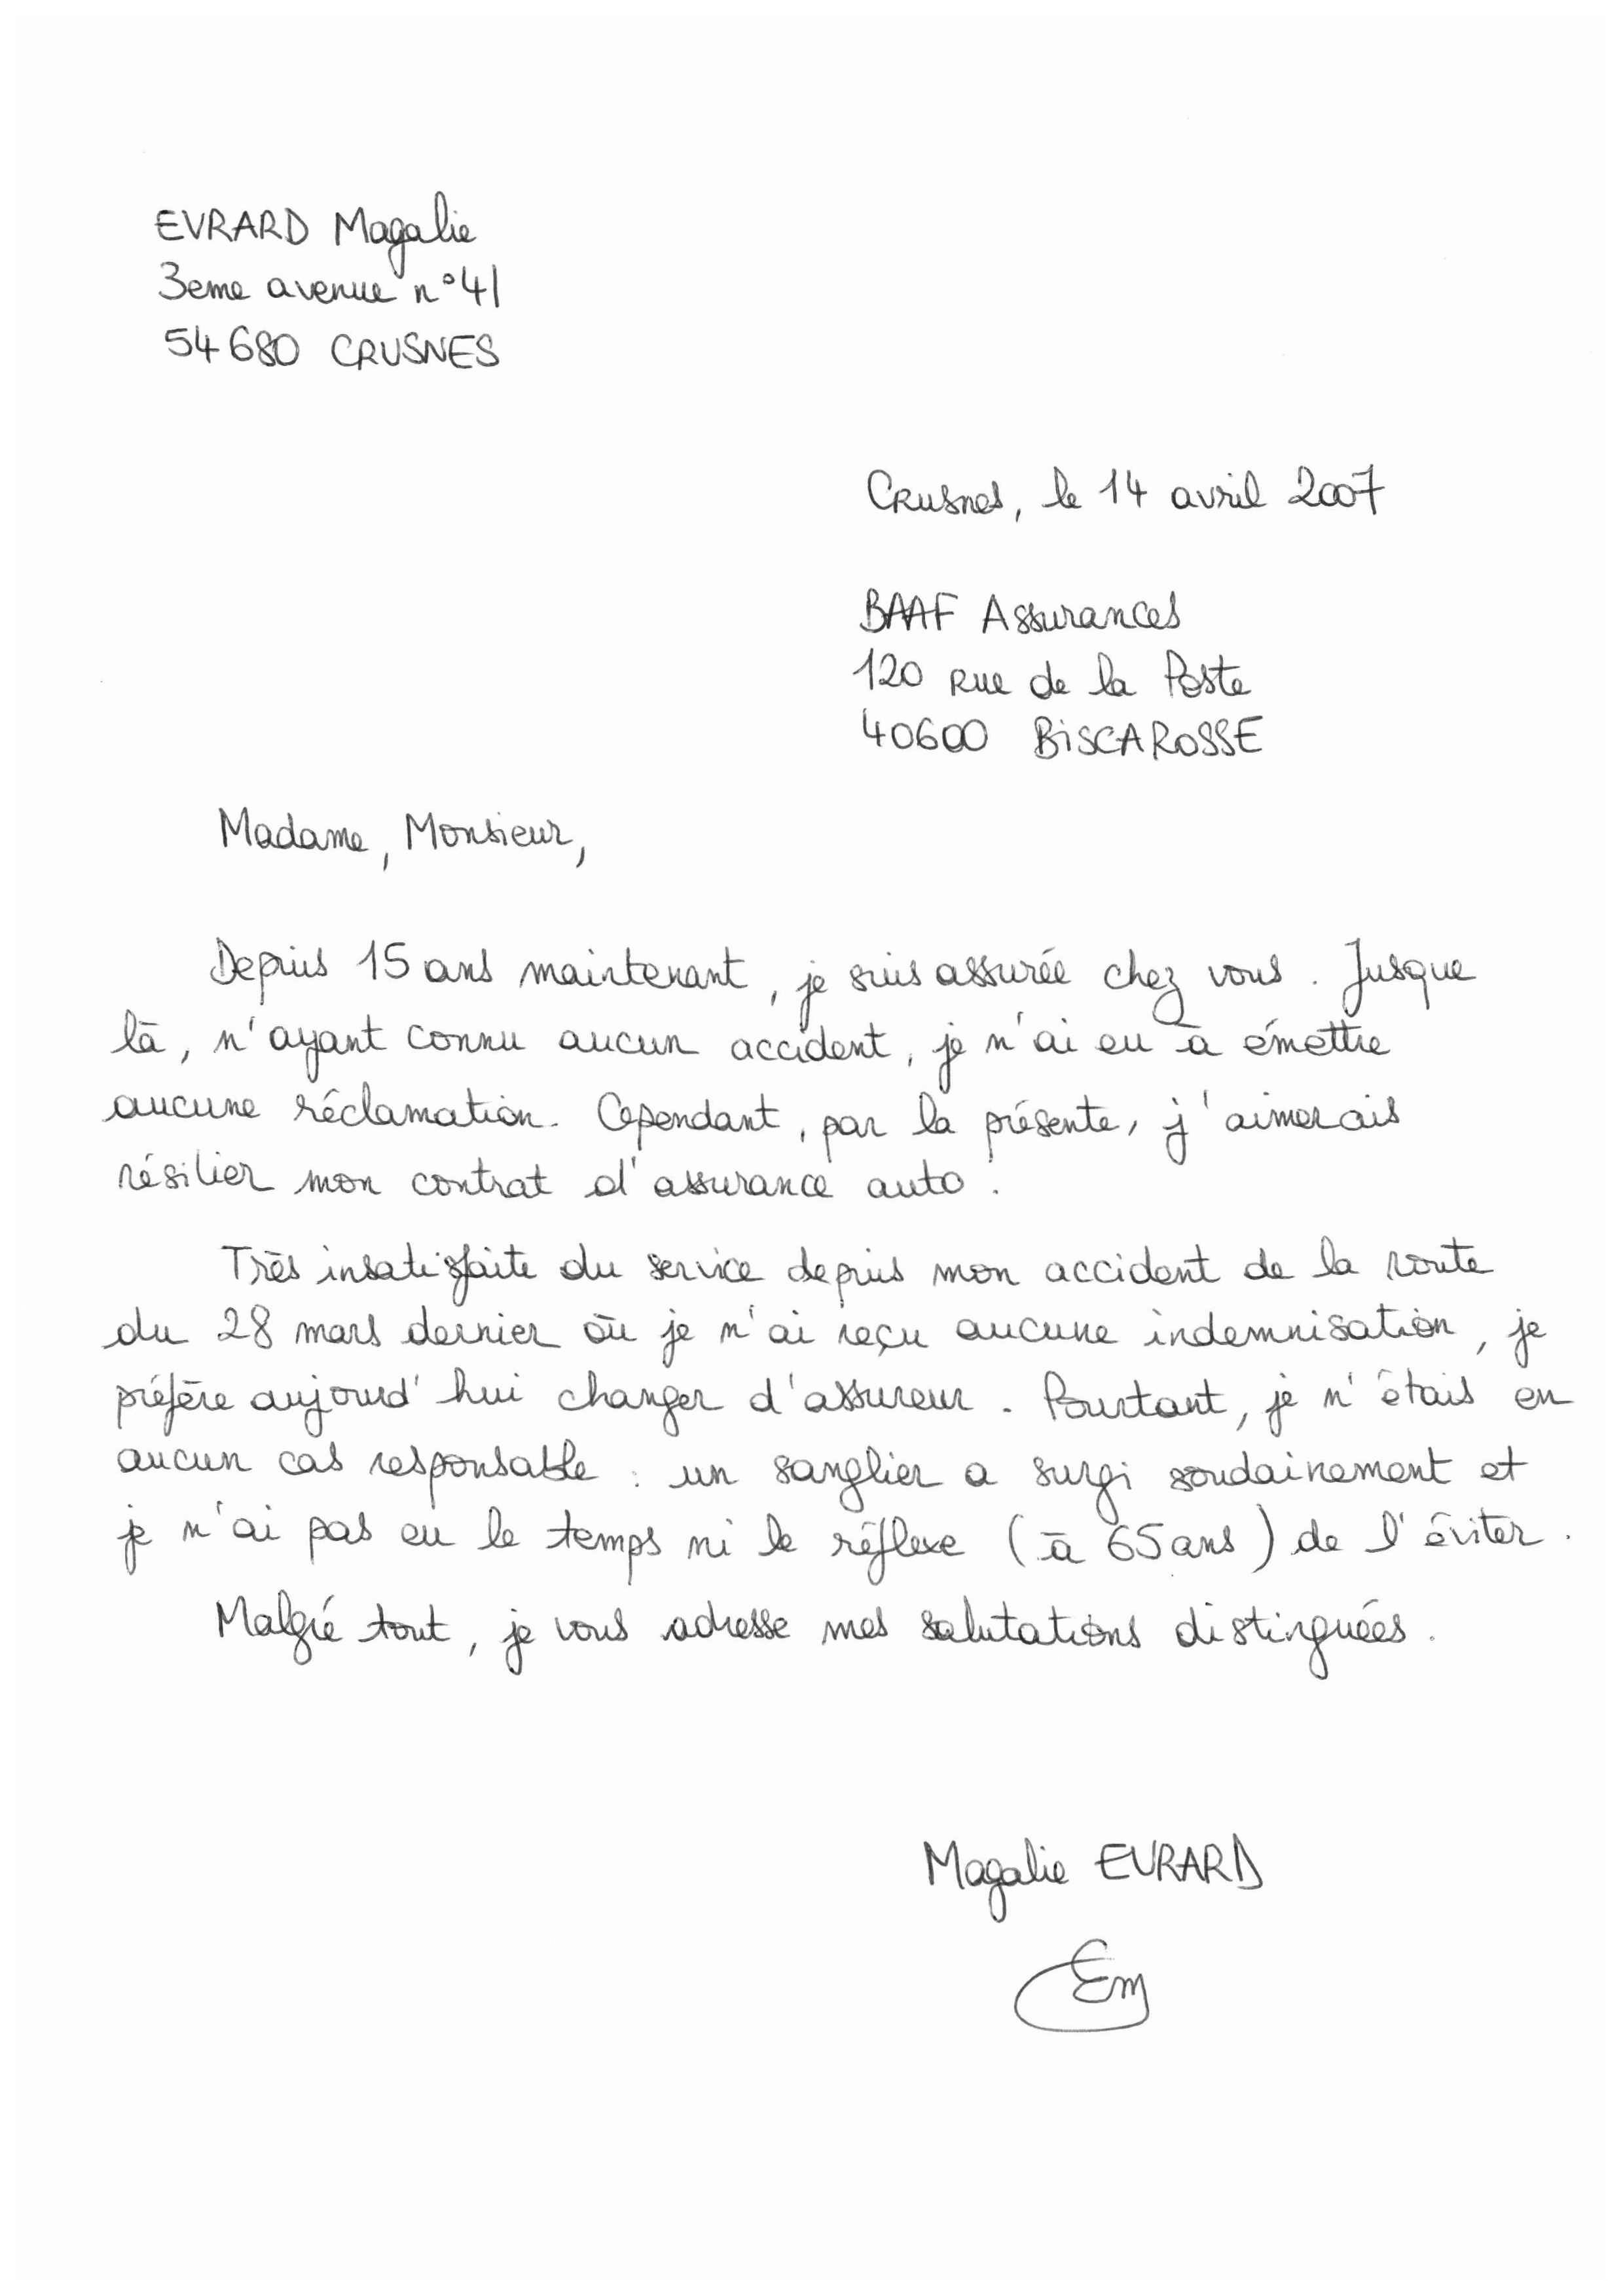 EVRARD Magalie
3eme avenue n°41
54680 CRUSNES
Crusnes, le 14 avril 2007
BAAF Assurances
120 rue de la Poste
40600 BISCAROSSE
Madame, Monsieur,
Depuis 15 ans maintenant, je suis assurée chez vous. Jusque
là, n'ayant connu aucun accident, je n'ai eu à émettre
aucune réclamation. Cependant, par la présente, j'aimerais
résilier mon contrat d'assurance auto.
Très insatisfaite du service depuis mon accident de la route
du 28 mars dernier où je n'ai reçu aucune indemnisation, je
préfère aujourd'hui changer d'assureur. Pourtant, je n'étais en
aucun cas responsable : un sanglier a surgi soudainement et
je n'ai pas eu le temps ni le réflexe (à 65 ans) de l'éviter.
Malgré tout, je vous adresse mes salutations distinguées.
Magalie EVRARD
Em